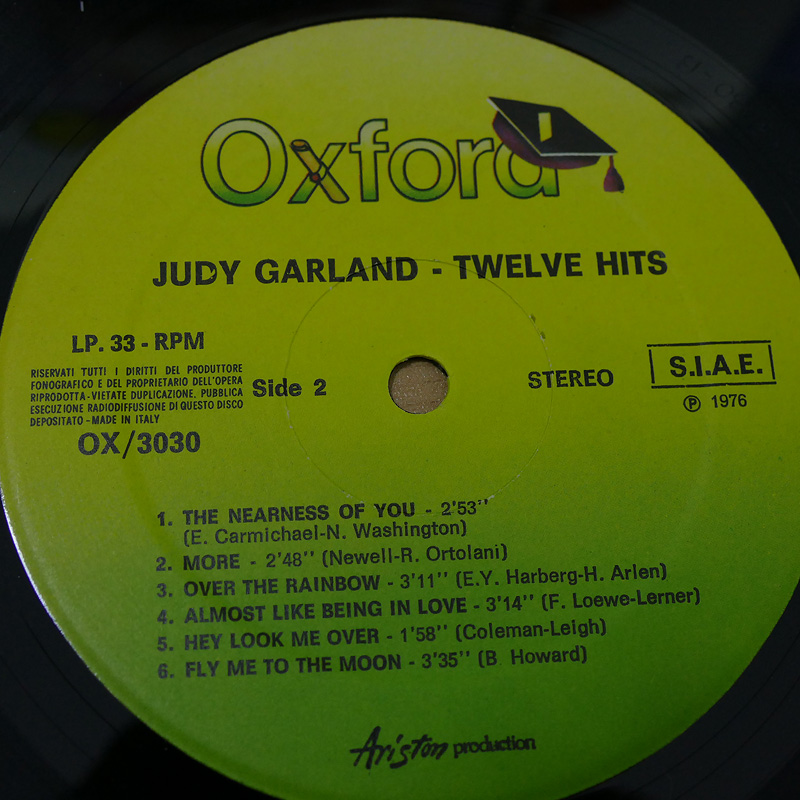 Oxford
JUDY GARLAND - TWELVE HITS
LP. 33 - RPM
RISERVATI TUTTI I DIRITTI DEL PRODUTTORE
FONOGRAFICO E DEL PROPRIETARIO DELL'OPERA
RIPRODOTTA - VIETATE DUPLICAZIONE, PUBBLICA
ESECUZIONE RADIODIFFUSIONE DI QUESTO DISCO
DEPOSITATO - MADE IN ITALY
OX/3030
Side 2
STEREO
S.I.A.E.
℗ 1976
1. THE NEARNESS OF YOU - 2'53''
(E. Carmichael-N. Washington)
2. MORE - 2'48'' (Newell-R. Ortolani)
3. OVER THE RAINBOW - 3'11'' (E.Y. Harberg-H. Arlen)
4. ALMOST LIKE BEING IN LOVE - 3'14'' (F. Loewe-Lerner)
5. HEY LOOK ME OVER - 1'58'' (Coleman-Leigh)
6. FLY ME TO THE MOON - 3'35'' (B Howard)
Ariston production